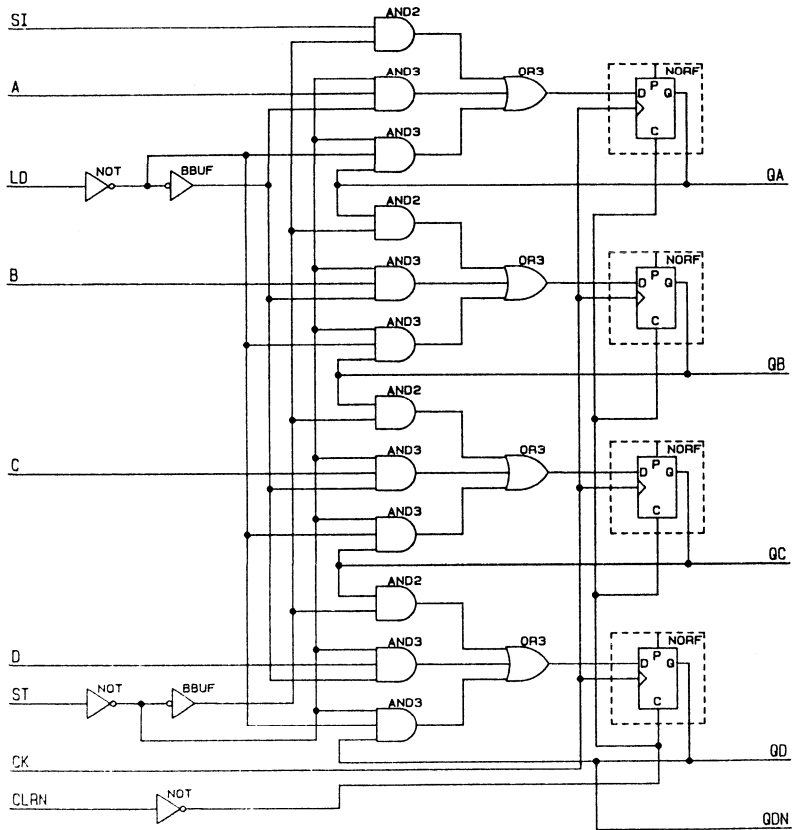 SI
AND2
A
AND3
OR3
NORF
P
D
Q
C
AND3
LD
NOT
BBUF
QA
AND2
B
AND3
OR3
NORF
P
D
Q
C
AND3
QB
AND2
C
AND3
OR3
NORF
P
D
Q
C
AND3
QC
AND2
D
AND3
OR3
NORF
P
D
Q
C
ST
NOT
BBUF
AND3
CK
QD
CLRN
NOT
QDN